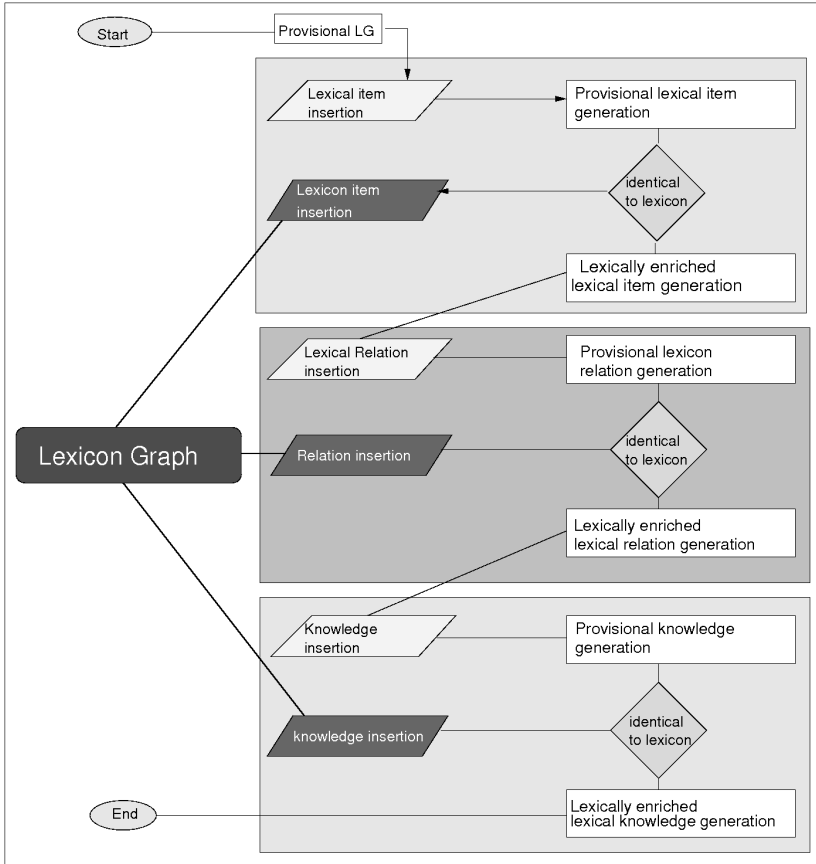 Start
Provisional LG
Lexical item
insertion
Provisional lexical item
generation
Lexicon item
insertion
identical
to lexicon
Lexically enriched
lexical item generation
Lexical Relation
insertion
Provisional lexicon
relation generation
Lexicon Graph
Relation insertion
identical
to lexicon
Lexically enriched
lexical relation generation
Knowledge
insertion
Provisional knowledge
generation
knowledge insertion
identical
to lexicon
Lexically enriched
lexical knowledge generation
End